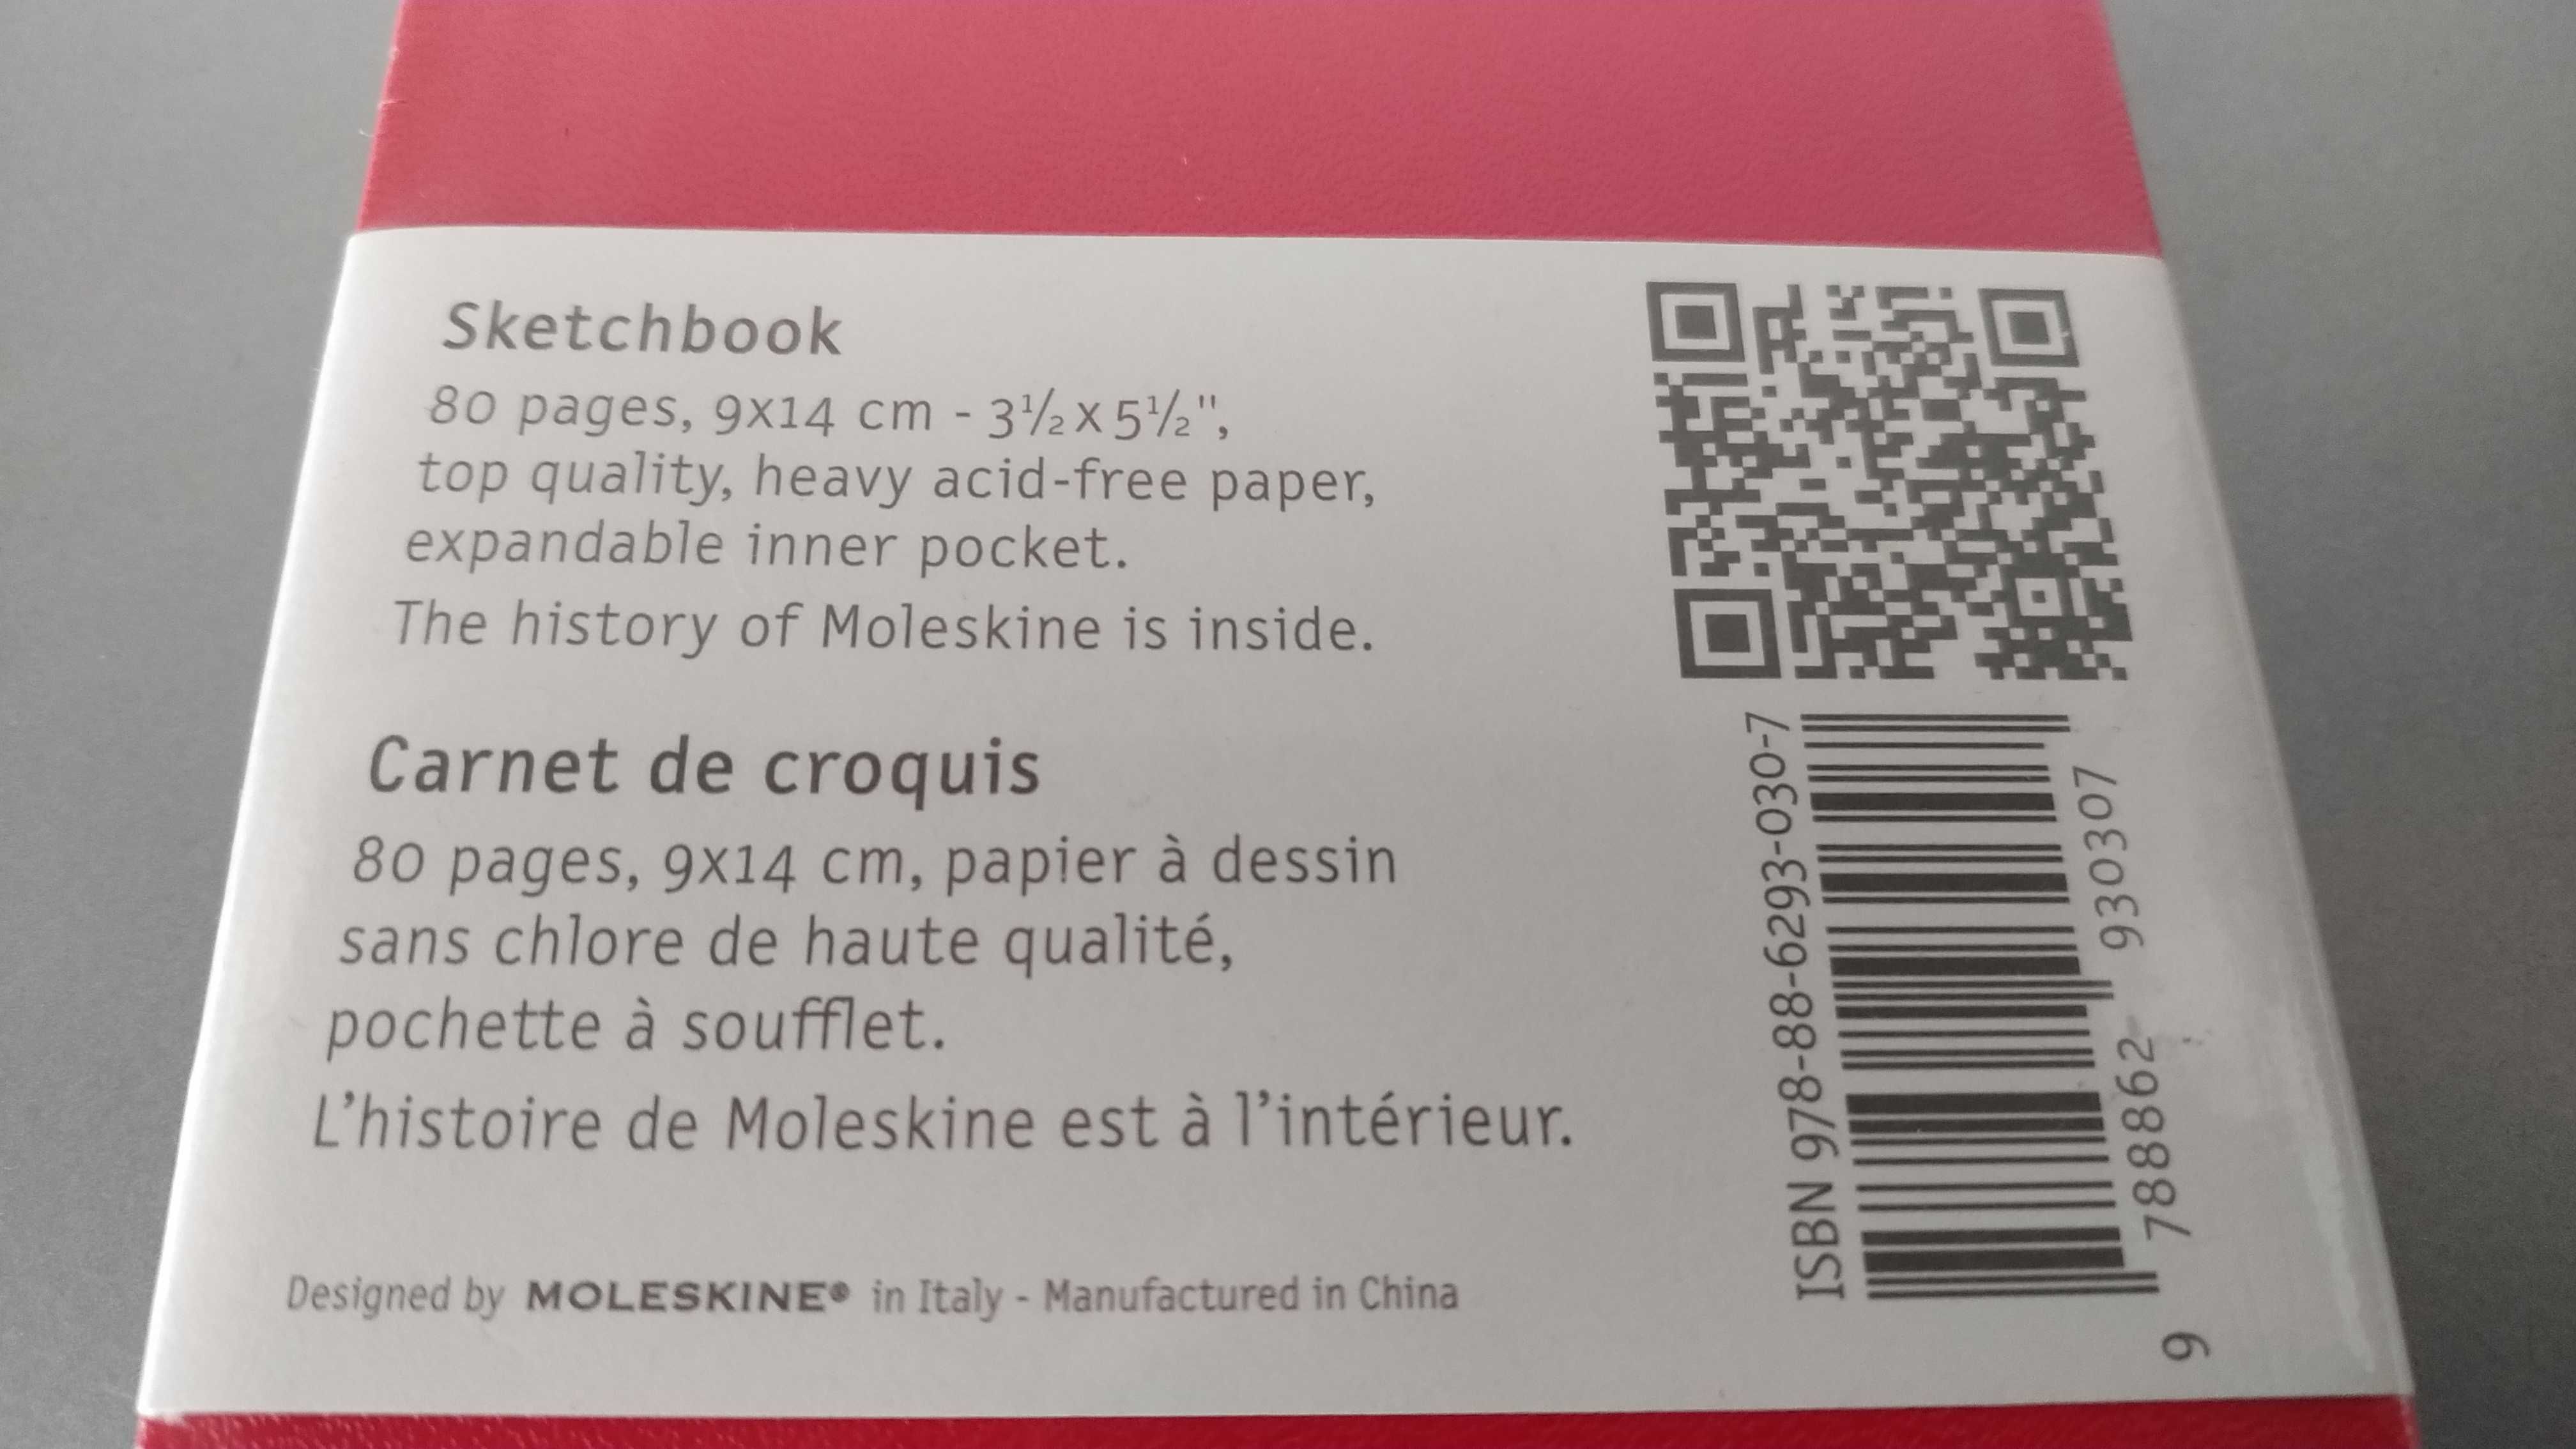 Sketchbook
80 pages, 9x14 cm - 3½ x 5½",
top quality, heavy acid-free paper,
expandable inner pocket.
The history of Moleskine is inside.
Carnet de croquis
80 pages, 9x14 cm, papier à dessin
sans chlore de haute qualité,
pochette à soufflet.
L'histoire de Moleskine est à l'intérieur.
Designed by MOLESKINE® in Italy - Manufactured in China
ISBN 978-88-6293-030-7
9 788862 930307